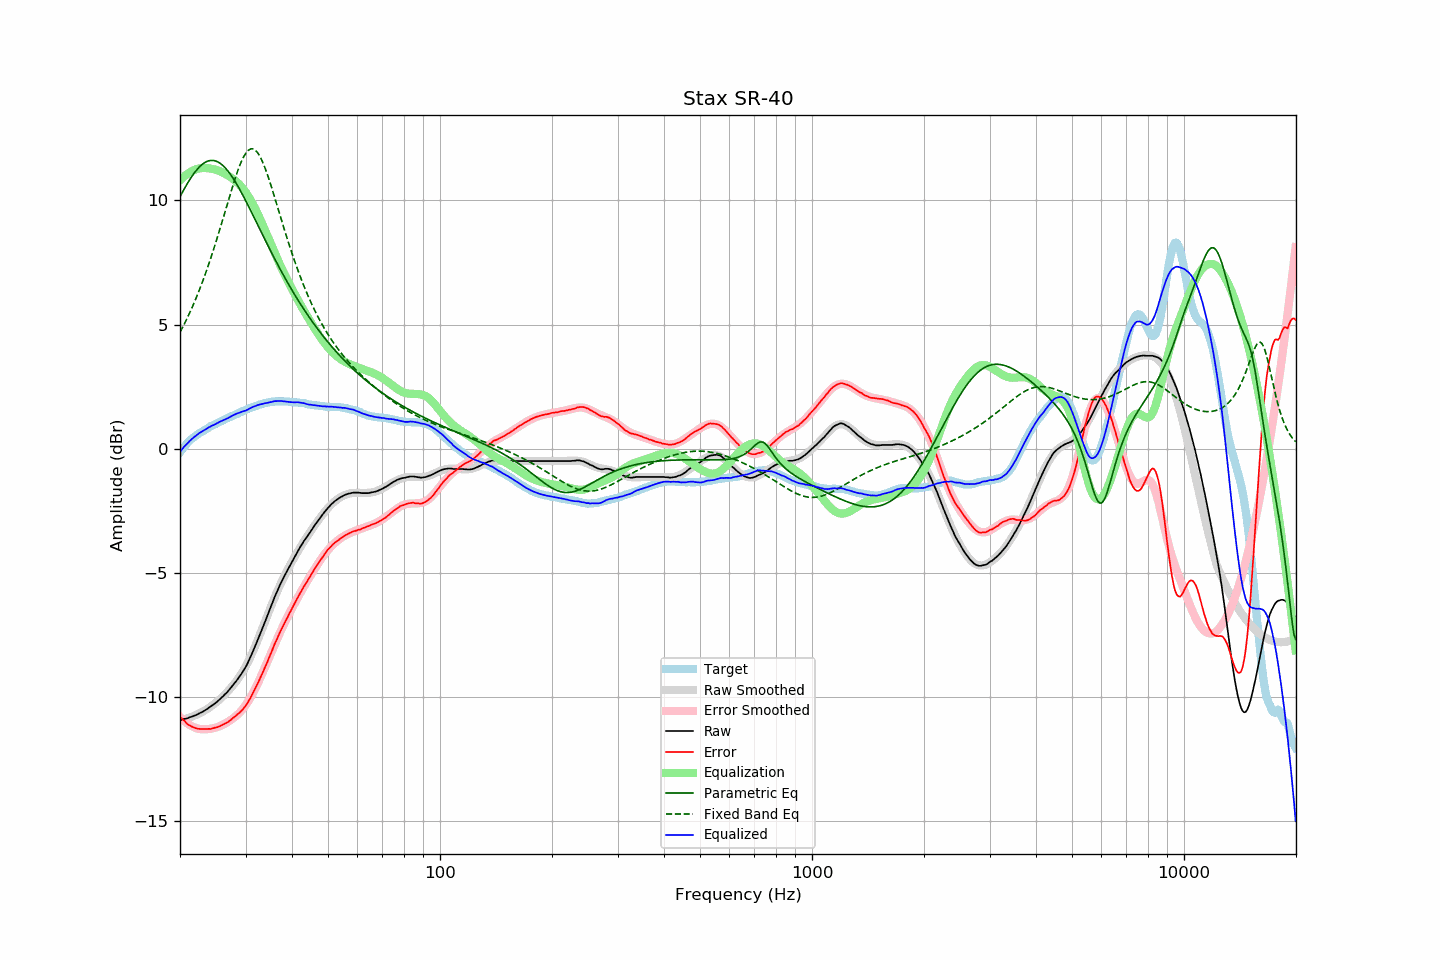 Stax SR-40
Amplitude (dBr)
10
5
0
−5
−10
−15
Target
Raw Smoothed
Error Smoothed
Raw
Error
Equalization
Parametric Eq
Fixed Band Eq
Equalized
100
1000
10000
Frequency (Hz)